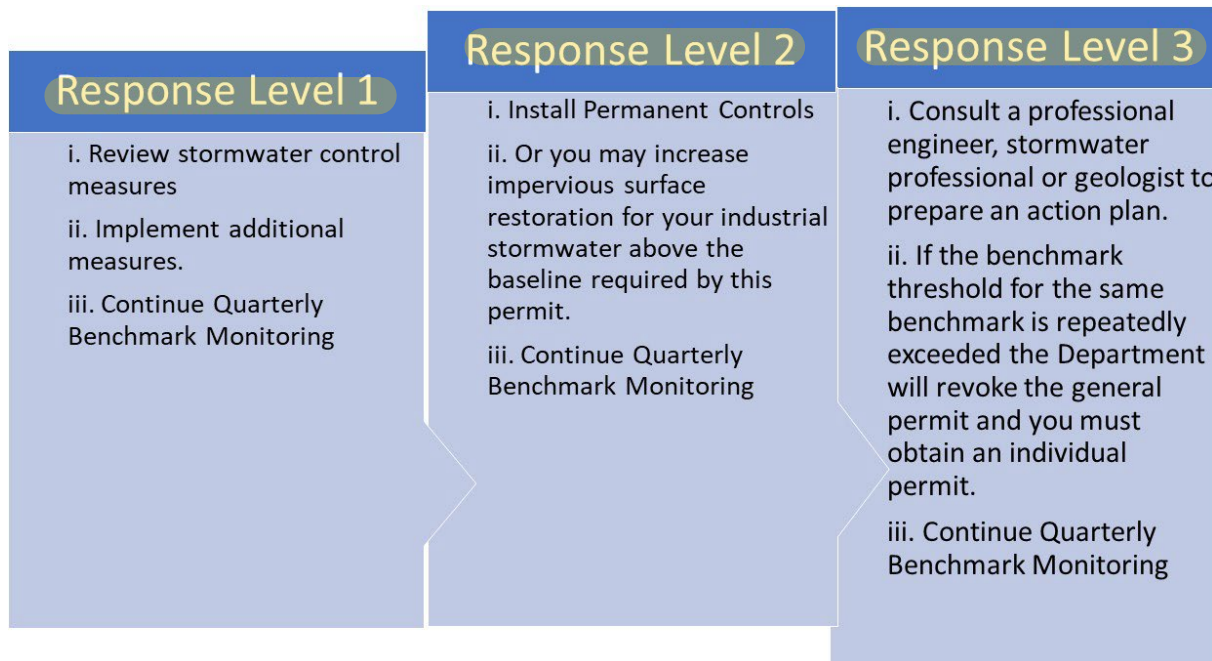 Response Level 1
i. Review stormwater control
measures
ii. Implement additional
measures.
iii. Continue Quarterly
Benchmark Monitoring
Response Level 2
i. Install Permanent Controls
ii. Or you may increase
impervious surface
restoration for your industrial
stormwater above the
baseline required by this
permit.
iii. Continue Quarterly
Benchmark Monitoring
Response Level 3
i. Consult a professional
engineer, stormwater
professional or geologist to
prepare an action plan.
ii. If the benchmark
threshold for the same
benchmark is repeatedly
exceeded the Department
will revoke the general
permit and you must
obtain an individual
permit.
iii. Continue Quarterly
Benchmark Monitoring